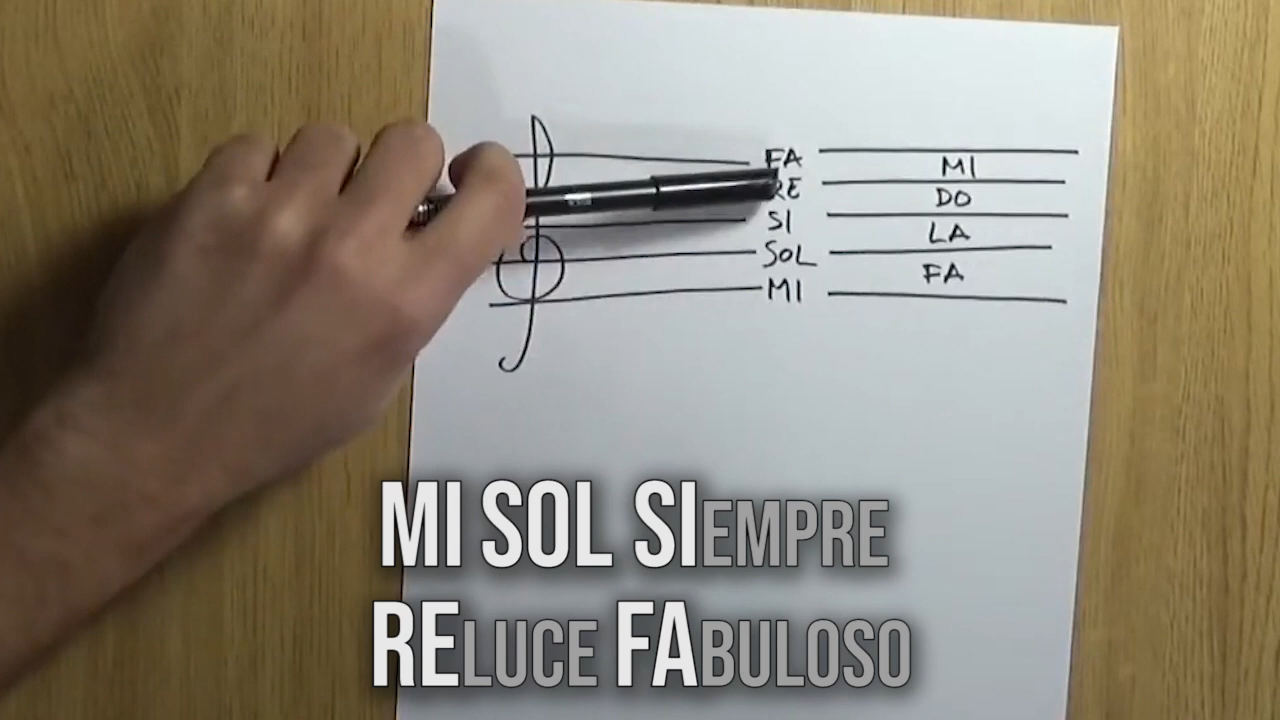 FA
RE
SI
SOL
MI
MI
DO
LA
FA
MI SOL SIEMPRE
RELUCE FABULOSO